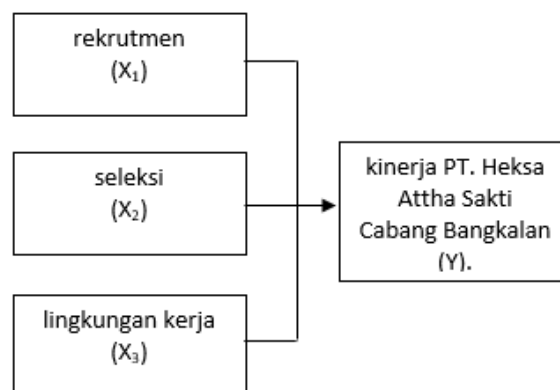 rekrutmen
(X₁)
seleksi
(X₂)
lingkungan kerja
(X₃)
kinerja PT. Heksa
Attha Sakti
Cabang Bangkalan
(Y).